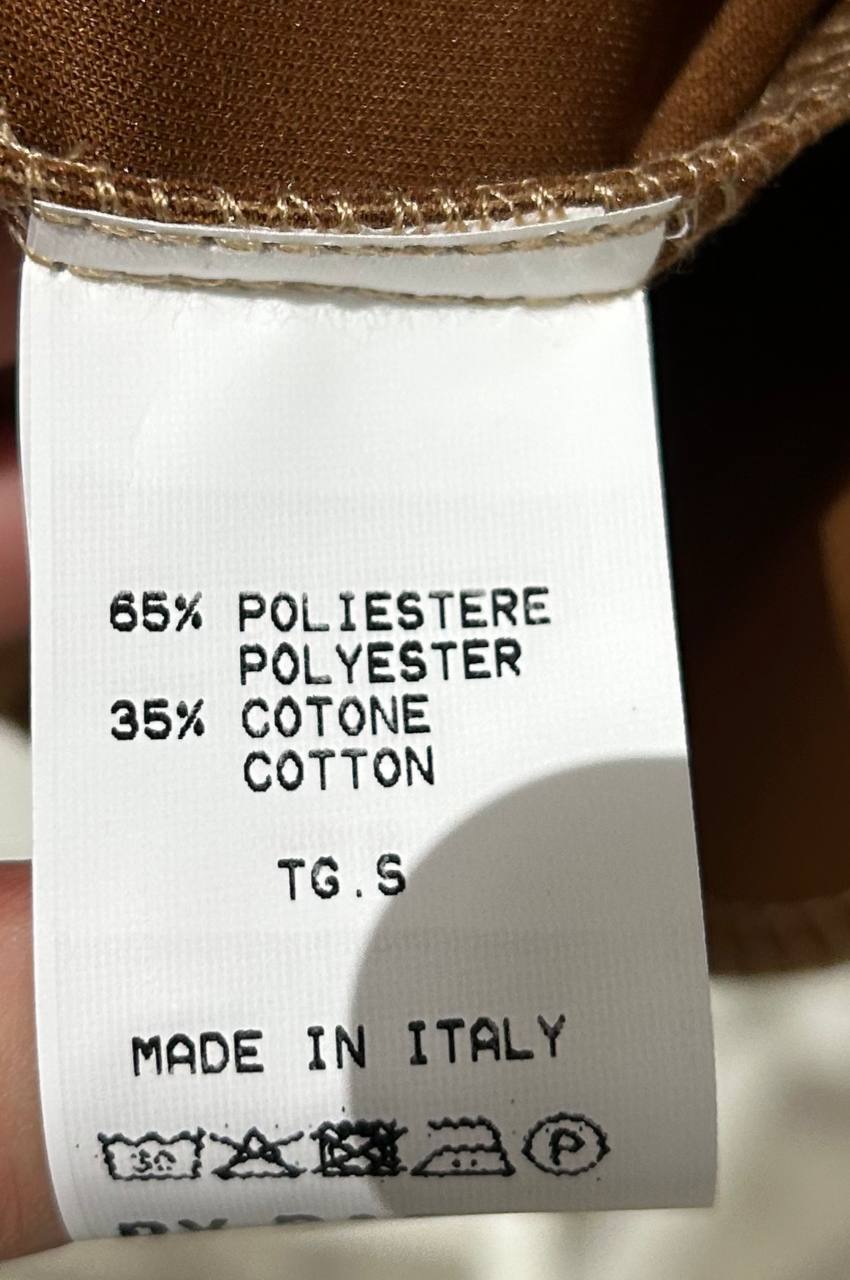 65% POLIESTERE
POLYESTER
35% COTONE
COTTON
TG.S
MADE IN ITALY
30 P